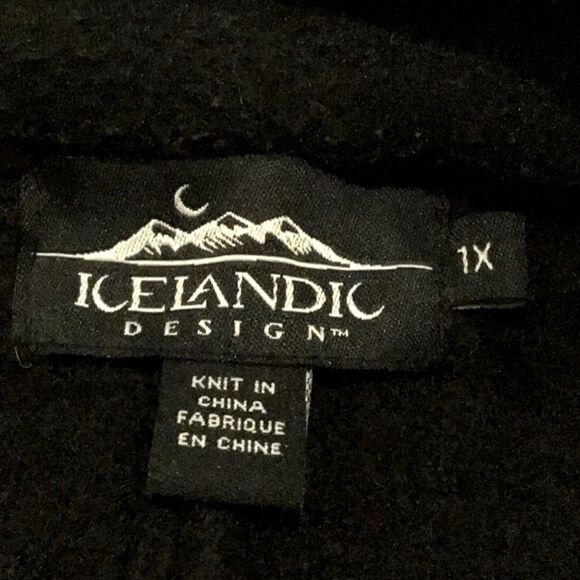 ICELANDIC
DESIGN™
1X
KNIT IN
CHINA
FABRIQUE
EN CHINE